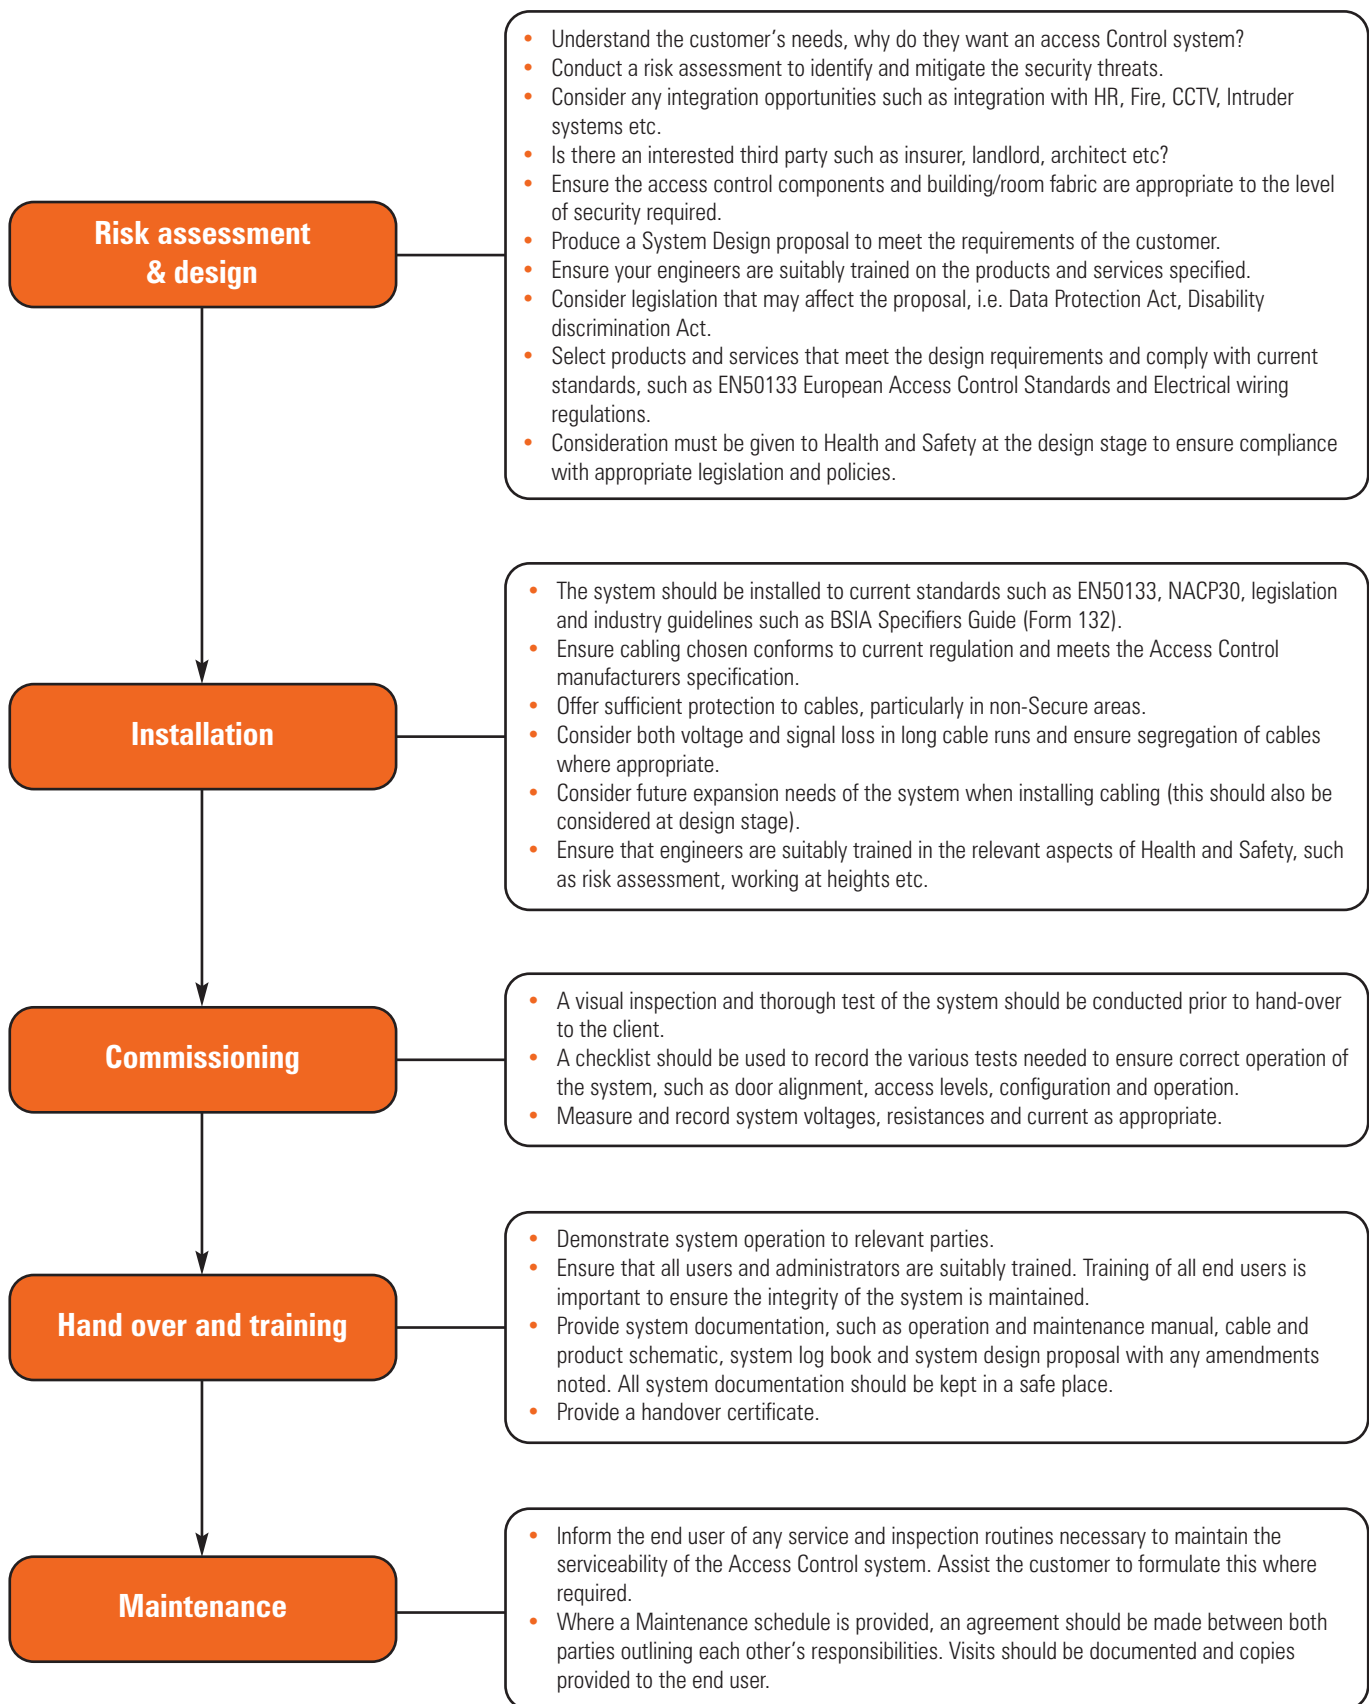 Risk assessment
& design
• Understand the customer's needs, why do they want an access Control system?
• Conduct a risk assessment to identify and mitigate the security threats.
• Consider any integration opportunities such as integration with HR, Fire, CCTV, Intruder
systems etc.
• Is there an interested third party such as insurer, landlord, architect etc?
• Ensure the access control components and building/room fabric are appropriate to the level
of security required.
• Produce a System Design proposal to meet the requirements of the customer.
• Ensure your engineers are suitably trained on the products and services specified.
• Consider legislation that may affect the proposal, i.e. Data Protection Act, Disability
discrimination Act.
• Select products and services that meet the design requirements and comply with current
standards, such as EN50133 European Access Control Standards and Electrical wiring
regulations.
• Consideration must be given to Health and Safety at the design stage to ensure compliance
with appropriate legislation and policies.
Installation
• The system should be installed to current standards such as EN50133, NACP30, legislation
and industry guidelines such as BSIA Specifiers Guide (Form 132).
• Ensure cabling chosen conforms to current regulation and meets the Access Control
manufacturers specification.
• Offer sufficient protection to cables, particularly in non-Secure areas.
• Consider both voltage and signal loss in long cable runs and ensure segregation of cables
where appropriate.
• Consider future expansion needs of the system when installing cabling (this should also be
considered at design stage).
• Ensure that engineers are suitably trained in the relevant aspects of Health and Safety, such
as risk assessment, working at heights etc.
Commissioning
• A visual inspection and thorough test of the system should be conducted prior to hand-over
to the client.
• A checklist should be used to record the various tests needed to ensure correct operation of
the system, such as door alignment, access levels, configuration and operation.
• Measure and record system voltages, resistances and current as appropriate.
Hand over and training
• Demonstrate system operation to relevant parties.
• Ensure that all users and administrators are suitably trained. Training of all end users is
important to ensure the integrity of the system is maintained.
• Provide system documentation, such as operation and maintenance manual, cable and
product schematic, system log book and system design proposal with any amendments
noted. All system documentation should be kept in a safe place.
• Provide a handover certificate.
Maintenance
• Inform the end user of any service and inspection routines necessary to maintain the
serviceability of the Access Control system. Assist the customer to formulate this where
required.
• Where a Maintenance schedule is provided, an agreement should be made between both
parties outlining each other's responsibilities. Visits should be documented and copies
provided to the end user.